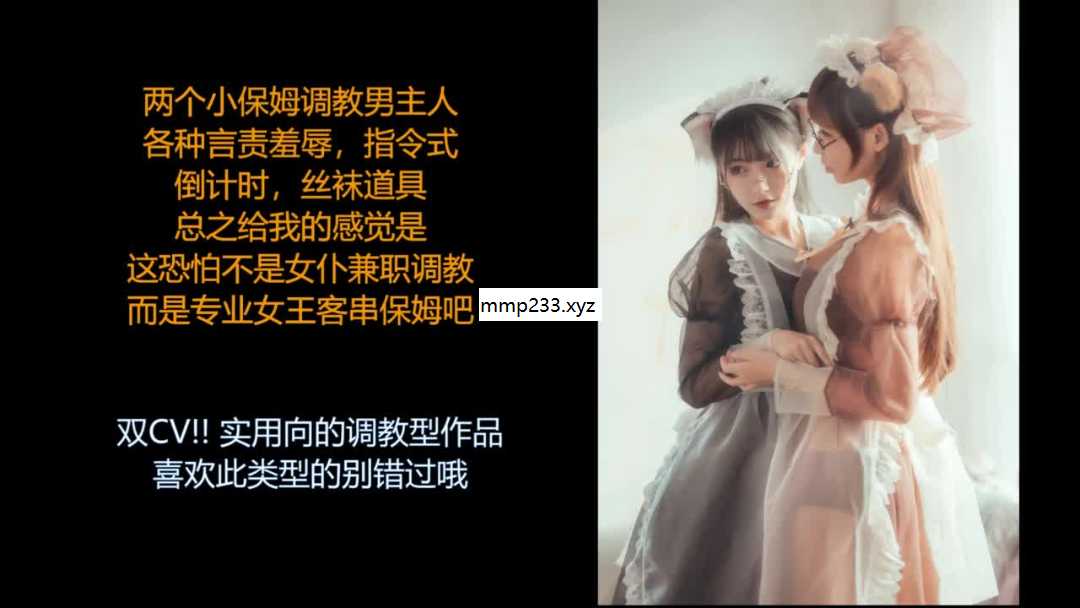 两个小保姆调教男主人
各种言责羞辱，指令式
倒计时，丝袜道具
总之给我的感觉是
这恐怕不是女仆兼职调教
而是专业女王客串保姆吧
mmp233.xyz
双CV!! 实用向的调教型作品
喜欢此类型的别错过哦